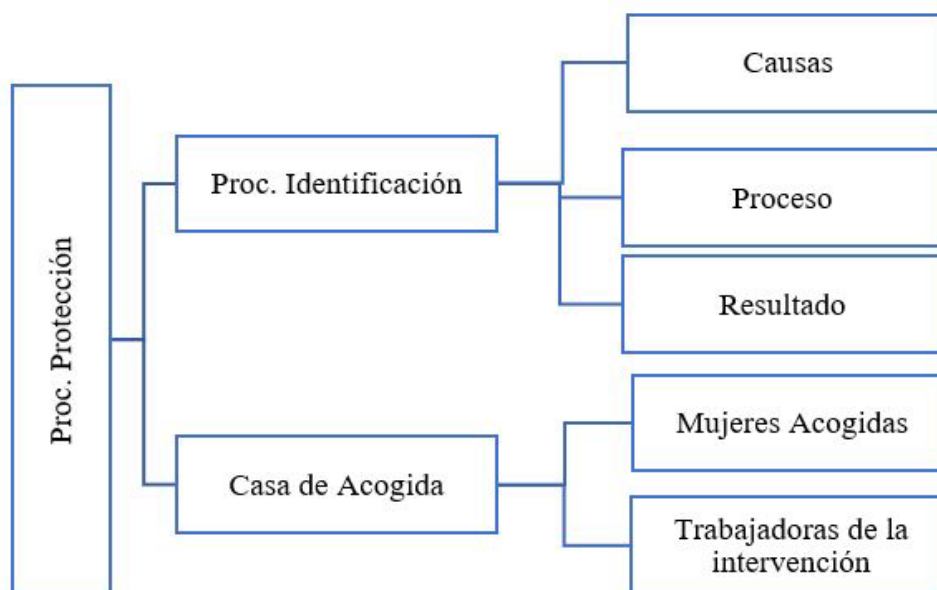 Proc. Protección
Proc. Identificación
Causas
Proceso
Resultado
Casa de Acogida
Mujeres Acogidas
Trabajadoras de la
intervención